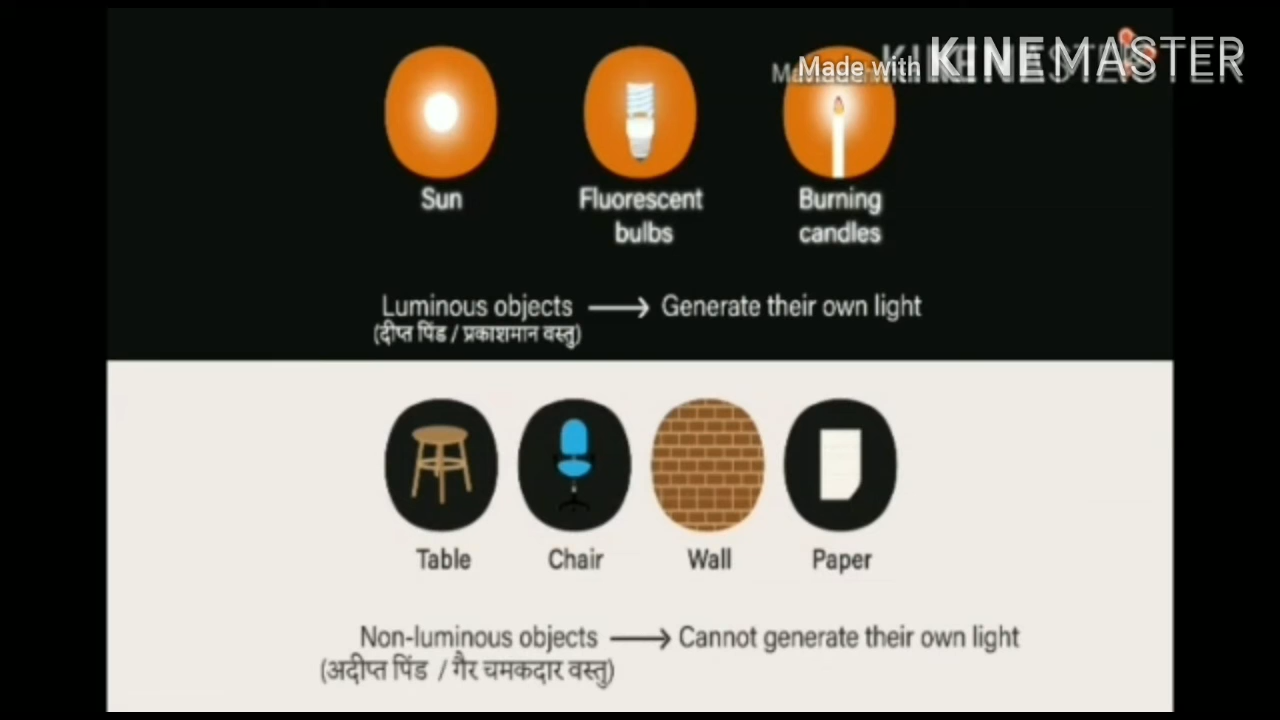 Made with KINEMASTER
Sun
Fluorescent
bulbs
Burning
candles
Luminous objects → Generate their own light
(दीप्त पिंड / प्रकाशमान वस्तु)
Table
Chair
Wall
Paper
Non-luminous objects → Cannot generate their own light
(अदीप्त पिंड / गैर चमकदार वस्तु)